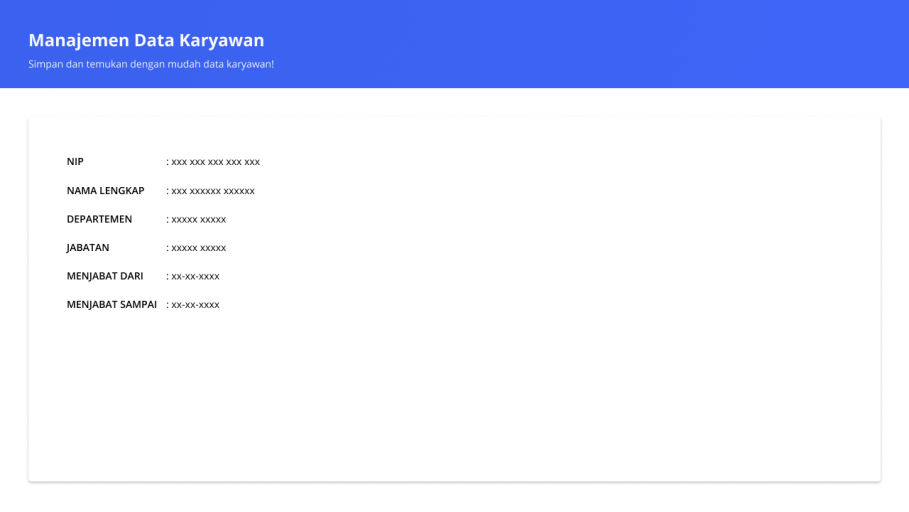 Manajemen Data Karyawan
Simpan dan temukan dengan mudah data karyawan!
NIP : xxx xxx xxx xxx xxx
NAMA LENGKAP : xxx xxxxxx xxxxxx
DEPARTEMEN : xxxxx xxxxx
JABATAN : xxxxx xxxxx
MENJABAT DARI : xx-xx-xxxx
MENJABAT SAMPAI : xx-xx-xxxx